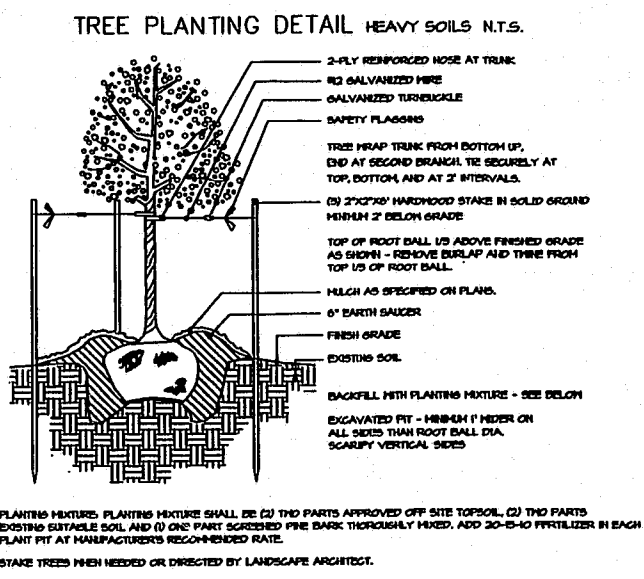 TREE PLANTING DETAIL HEAVY SOILS N.T.S.
2-PLY REINFORCED HOSE AT TRUNK
#12 GALVANIZED WIRE
GALVANIZED TURNBUCKLE
SAFETY FLAGGING
TREE WRAP TRUNK FROM BOTTOM UP,
END AT SECOND BRANCH. TIE SECURELY AT
TOP, BOTTOM, AND AT 2' INTERVALS.
(3) 2"X2"X8' HARDWOOD STAKE IN SOLID GROUND
MINIMUM 2' BELOW GRADE
TOP OF ROOT BALL 1/3 ABOVE FINISHED GRADE
AS SHOWN - REMOVE BURLAP AND TWINE FROM
TOP 1/3 OF ROOT BALL.
MULCH AS SPECIFIED ON PLANS.
6" EARTH SAUCER
FINISH GRADE
EXISTING SOIL
BACKFILL WITH PLANTING MIXTURE - SEE BELOW
EXCAVATED PIT - MINIMUM 1' WIDER ON
ALL SIDES THAN ROOT BALL DIA.
SCARIFY VERTICAL SIDES
PLANTING MIXTURE: PLANTING MIXTURE SHALL BE (2) TWO PARTS APPROVED OFF SITE TOPSOIL, (2) TWO PARTS
EXISTING SUITABLE SOIL AND (1) ONE PART SCREENED PINE BARK THOROUGHLY MIXED. ADD 20-15-10 FERTILIZER IN EACH
PLANT PIT AT MANUFACTURER'S RECOMMENDED RATE.
STAKE TREES WHEN NEEDED OR DIRECTED BY LANDSCAPE ARCHITECT.